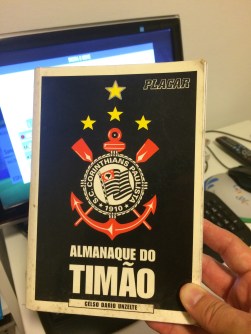 PLACAR
S.C. CORINTHIANS PAULISTA
1910
ALMANAQUE DO
TIMÃO
CELSO DARIO UNZELTE